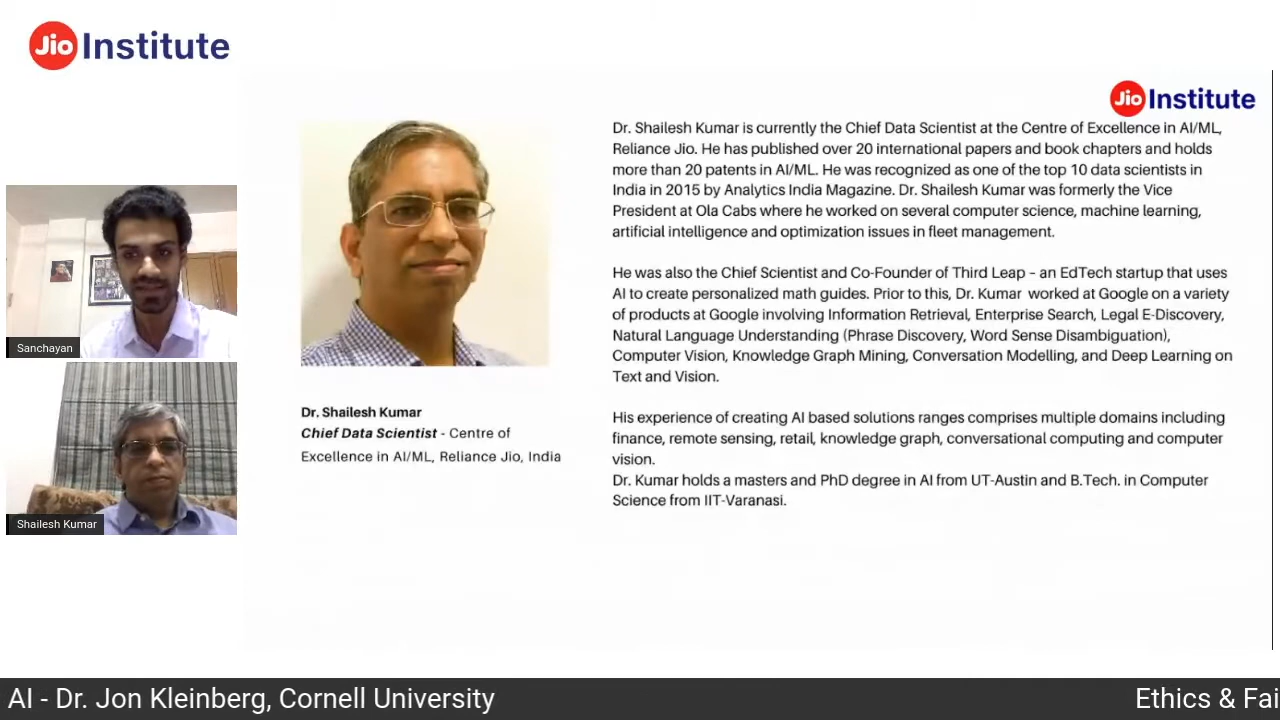 Jio Institute
Jio Institute
Dr. Shailesh Kumar is currently the Chief Data Scientist at the Centre of Excellence in AI/ML,
Reliance Jio. He has published over 20 international papers and book chapters and holds
more than 20 patents in AI/ML. He was recognized as one of the top 10 data scientists in
India in 2015 by Analytics India Magazine. Dr. Shailesh Kumar was formerly the Vice
President at Ola Cabs where he worked on several computer science, machine learning,
artificial intelligence and optimization issues in fleet management.
He was also the Chief Scientist and Co-Founder of Third Leap – an EdTech startup that uses
AI to create personalized math guides. Prior to this, Dr. Kumar worked at Google on a variety
of products at Google involving Information Retrieval, Enterprise Search, Legal E-Discovery,
Natural Language Understanding (Phrase Discovery, Word Sense Disambiguation),
Computer Vision, Knowledge Graph Mining, Conversation Modelling, and Deep Learning on
Text and Vision.
His experience of creating AI based solutions ranges comprises multiple domains including
finance, remote sensing, retail, knowledge graph, conversational computing and computer
vision.
Dr. Kumar holds a masters and PhD degree in AI from UT-Austin and B.Tech. in Computer
Science from IIT-Varanasi.
Dr. Shailesh Kumar
Chief Data Scientist - Centre of
Excellence in AI/ML, Reliance Jio, India
Sanchayan
Shailesh Kumar
AI - Dr. Jon Kleinberg, Cornell University
Ethics & Fai